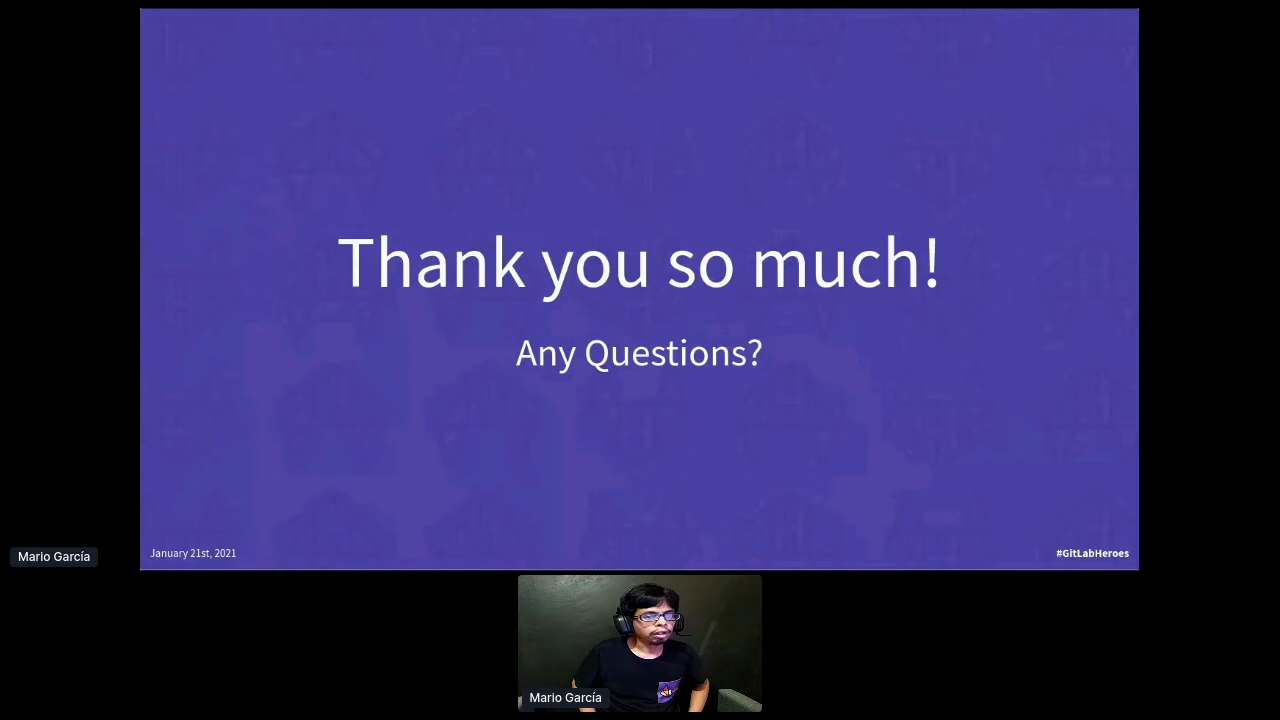 Thank you so much!
Any Questions?
January 21st, 2021
#GitLabHeroes
Mario García
Mario García